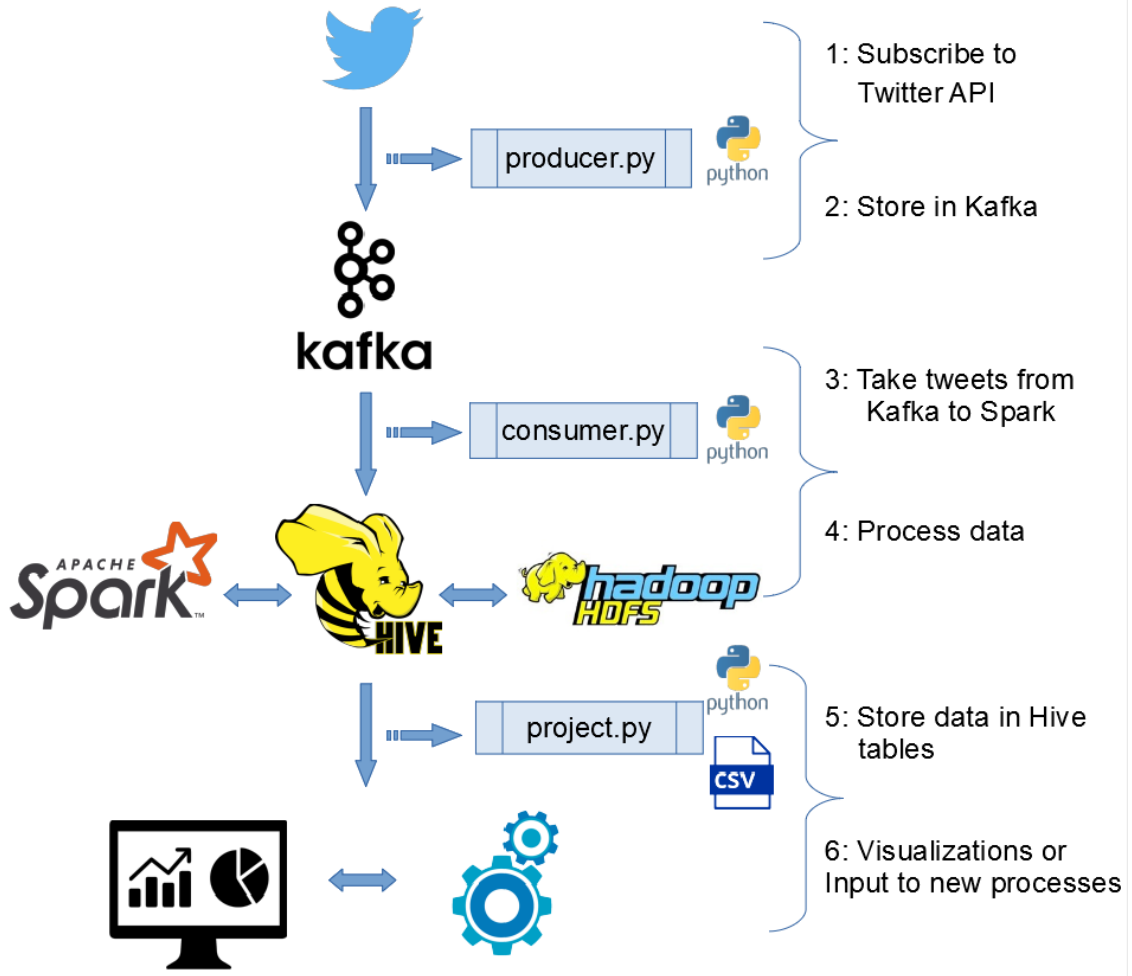 1: Subscribe to
Twitter API
producer.py
python
2: Store in Kafka
kafka
3: Take tweets from
Kafka to Spark
consumer.py
python
4: Process data
APACHE
Spark™
HIVE
hadoop
HDFS
python
project.py
5: Store data in Hive
tables
CSV
6: Visualizations or
Input to new processes